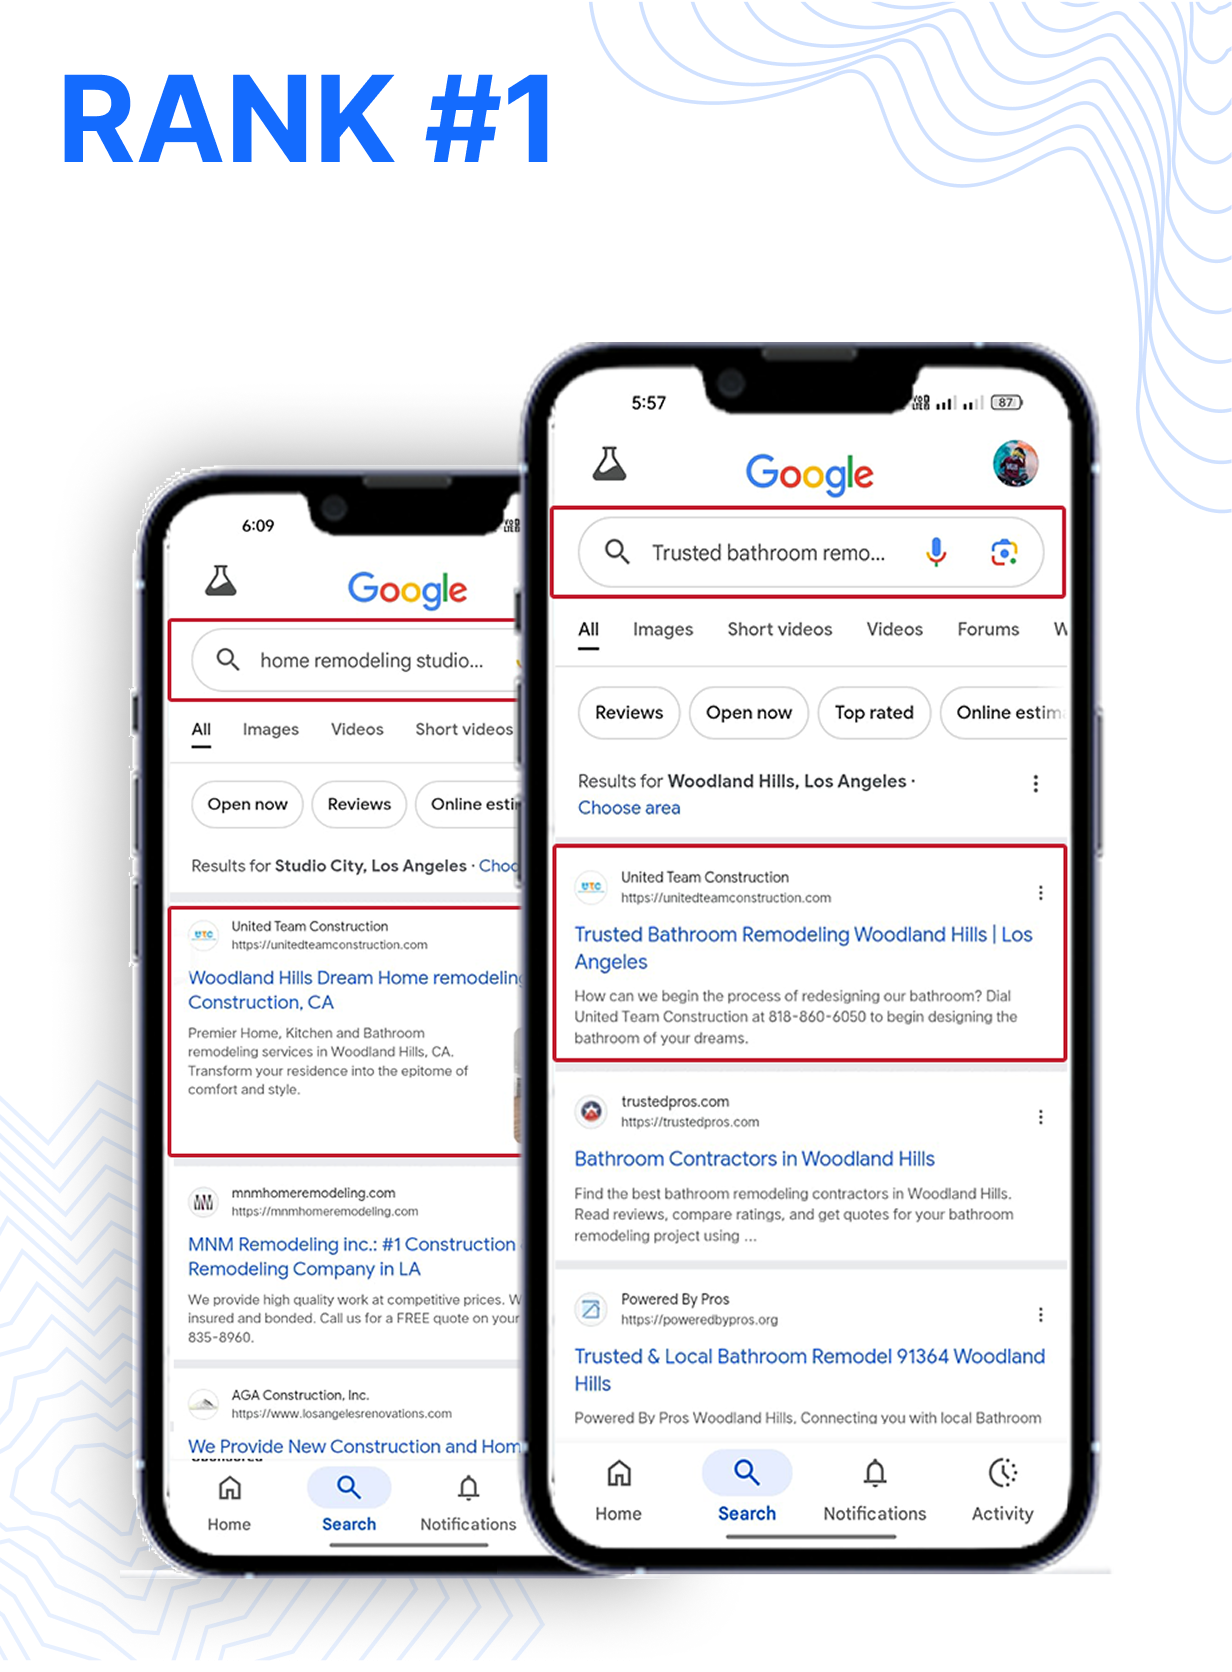 RANK #1
6:09
Google
home remodeling studio...
All Images Videos Short videos
Open now Reviews Online esti
Results for Studio City, Los Angeles · Choo
United Team Construction
https://unitedteamconstruction.com
Woodland Hills Dream Home remodeling
Construction, CA
Premier Home, Kitchen and Bathroom
remodeling services in Woodland Hills, CA.
Transform your residence into the epitome of
comfort and style.
mnmhomeremodeling.com
https://mnmhomeremodeling.com
MNM Remodeling inc.: #1 Construction
Remodeling Company in LA
We provide high quality work at competitive prices. W
insured and bonded. Call us for a FREE quote on your
835-8960.
AGA Construction, Inc.
https://www.losangelesrenovations.com
We Provide New Construction and Hom
Home Search Notifications
5:57
87
Google
Trusted bathroom remo...
All Images Short videos Videos Forums W
Reviews Open now Top rated Online estim
Results for Woodland Hills, Los Angeles ·
Choose area
UTC
United Team Construction
https://unitedteamconstruction.com
Trusted Bathroom Remodeling Woodland Hills | Los
Angeles
How can we begin the process of redesigning our bathroom? Dial
United Team Construction at 818-860-6050 to begin designing the
bathroom of your dreams.
trustedpros.com
https://trustedpros.com
Bathroom Contractors in Woodland Hills
Find the best bathroom remodeling contractors in Woodland Hills.
Read reviews, compare ratings, and get quotes for your bathroom
remodeling project using ...
Powered By Pros
https://poweredbypros.org
Trusted & Local Bathroom Remodel 91364 Woodland
Hills
Powered By Pros Woodland Hills, Connecting you with local Bathroom
Home Search Notifications Activity